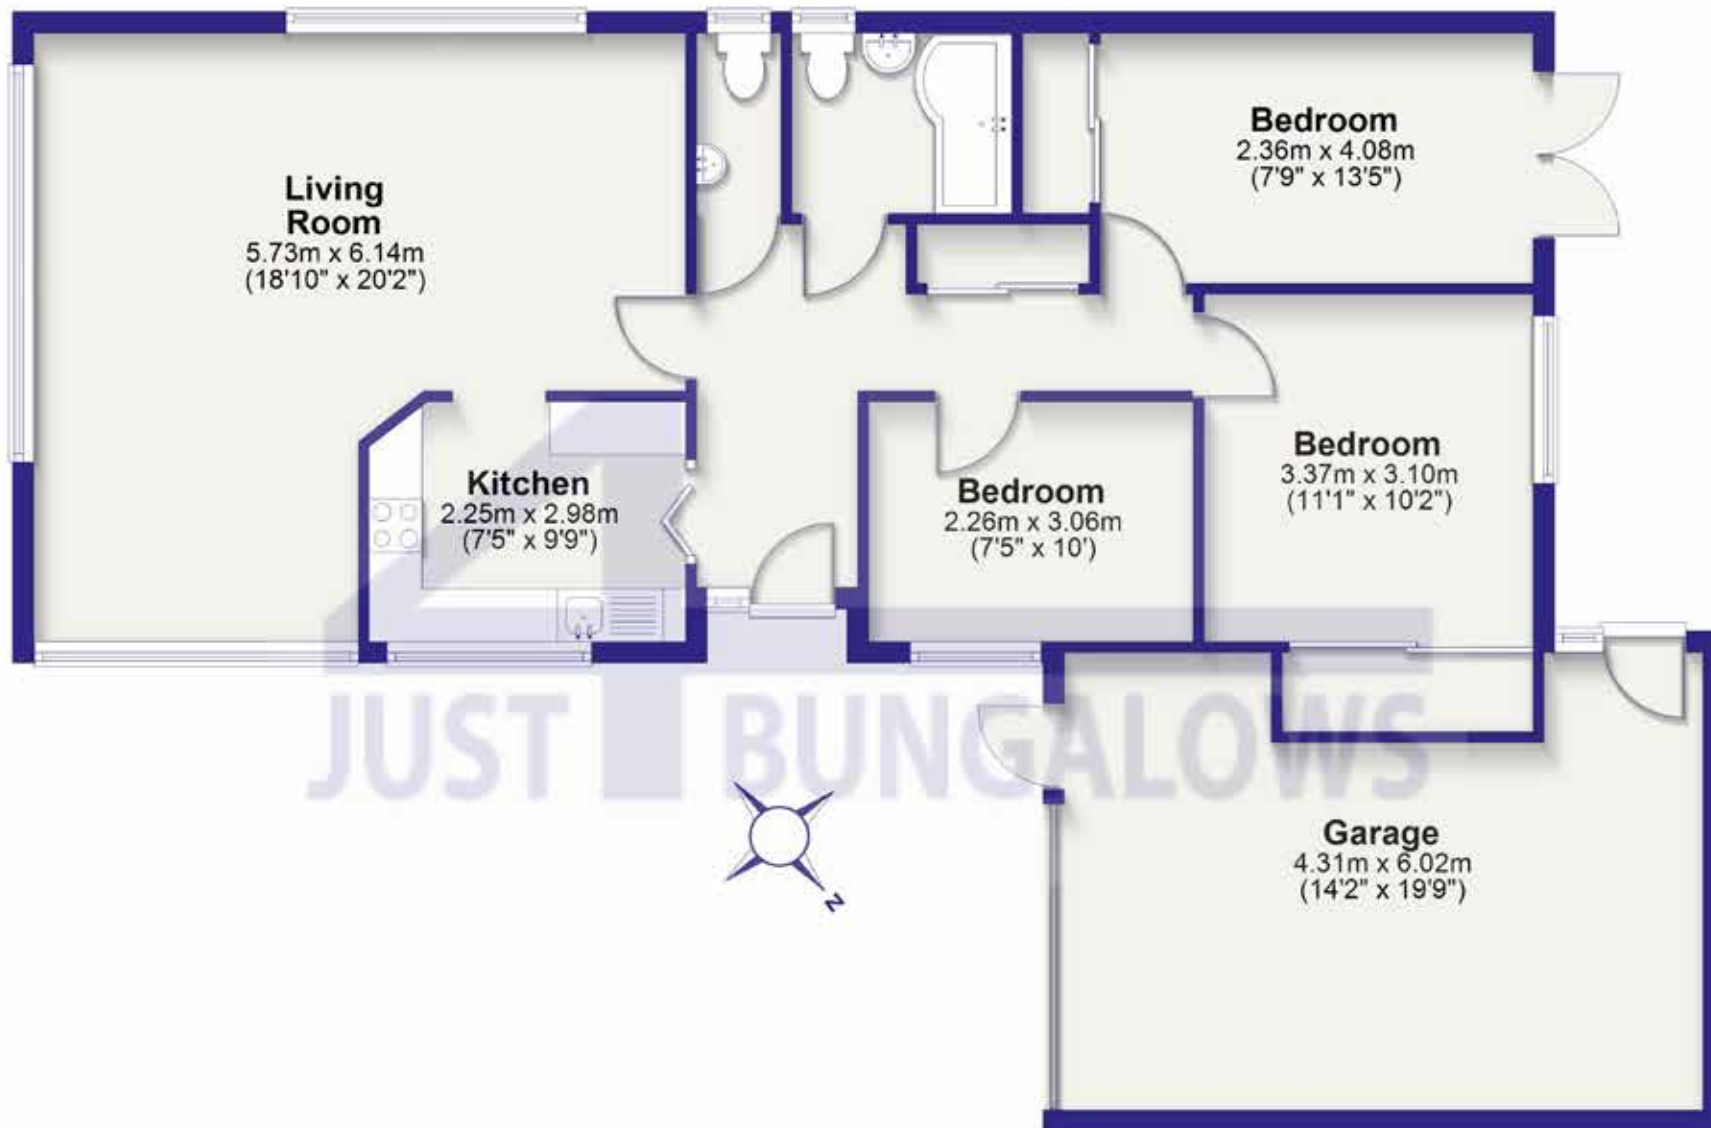 Living
Room
5.73m x 6.14m
(18'10" x 20'2")
Bedroom
2.36m x 4.08m
(7'9" x 13'5")
Kitchen
2.25m x 2.98m
(7'5" x 9'9")
Bedroom
2.26m x 3.06m
(7'5" x 10')
Bedroom
3.37m x 3.10m
(11'1" x 10'2")
JUST BUNGALOWS
Garage
4.31m x 6.02m
(14'2" x 19'9")
N